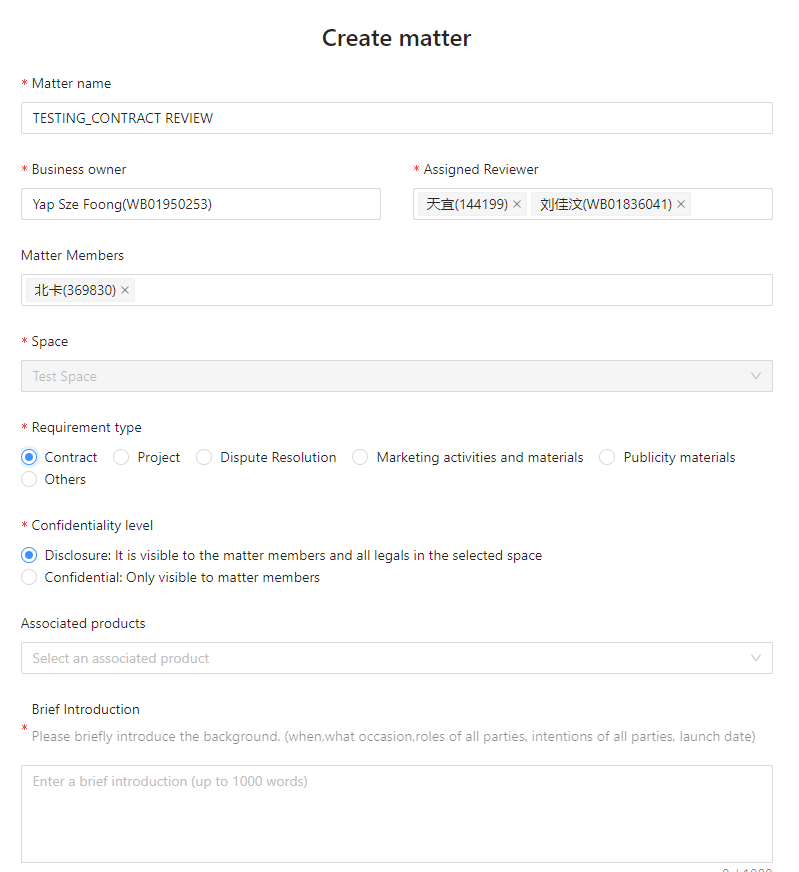 Create matter
* Matter name
TESTING_CONTRACT REVIEW
* Business owner
* Assigned Reviewer
Yap Sze Foong(WB01950253)
天宜(144199) × 刘佳汶(WB01836041) ×
Matter Members
北卡(369830) ×
* Space
Test Space
* Requirement type
Contract Project Dispute Resolution Marketing activities and materials Publicity materials
Others
* Confidentiality level
Disclosure: It is visible to the matter members and all legals in the selected space
Confidential: Only visible to matter members
Associated products
Select an associated product
Brief Introduction
* Please briefly introduce the background. (when,what occasion,roles of all parties, intentions of all parties, launch date)
Enter a brief introduction (up to 1000 words)